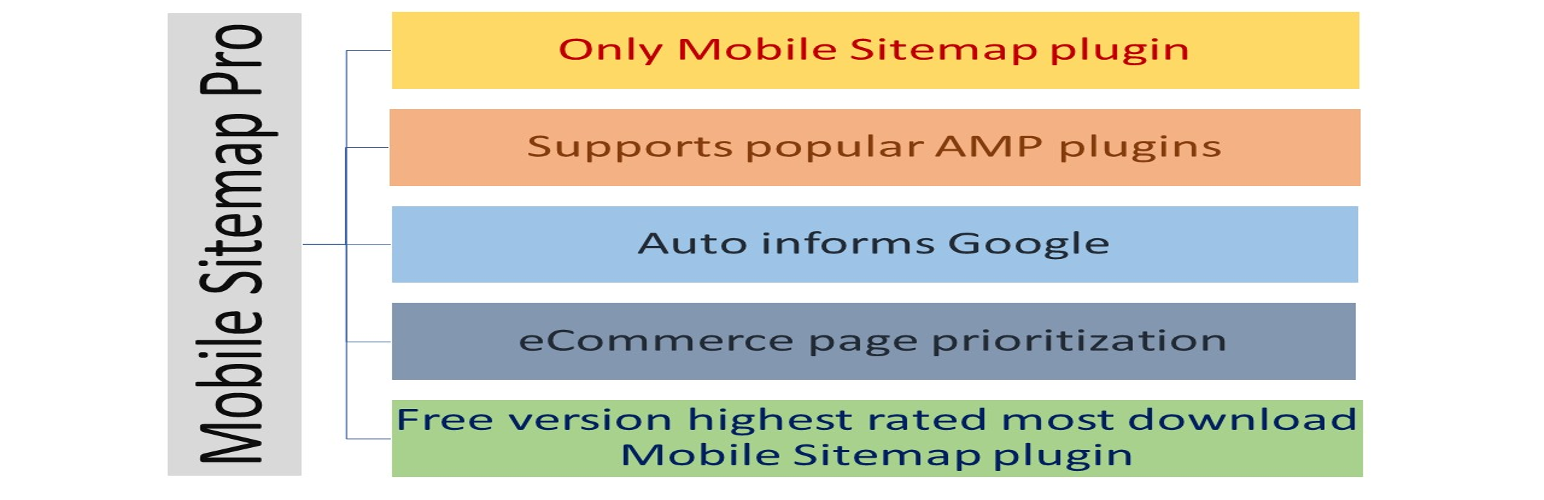 Mobile Sitemap Pro
Only Mobile Sitemap plugin
Supports popular AMP plugins
Auto informs Google
eCommerce page prioritization
Free version highest rated most download
Mobile Sitemap plugin